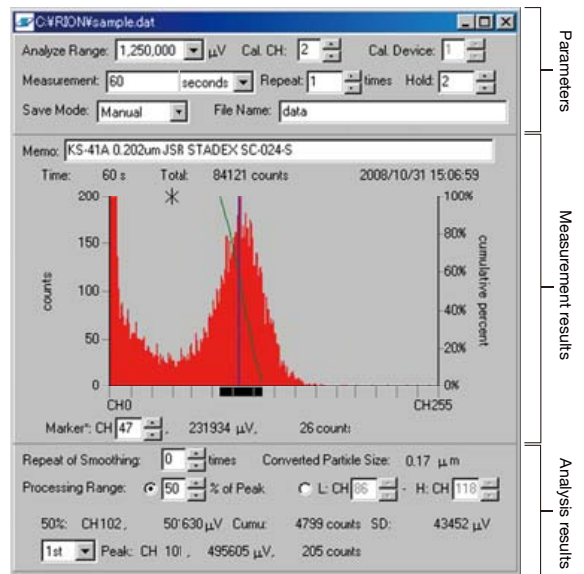 C:¥RION¥sample.dat
Analyze Range: 1,250,000 μV Cal. CH: 2 Cal. Device: 1
Measurement: 60 seconds Repeat: 1 times Hold: 2
Save Mode: Manual File Name: data
Parameters
Memo: KS-41A 0.202um JSR STADEX SC-024-S
Time: 60 s Total: 84121 counts 2008/10/31 15:06:59
200
150
100
50
0
counts
100%
80%
60%
40%
20%
0%
cumulative percent
CH0 CH255
Marker*: CH 47 , 231934 μV, 26 counts
Measurement results
Repeat of Smoothing: 0 times Converted Particle Size: 0.17 μm
Processing Range: 50 % of Peak L: CH 86 - H: CH 118
50%: CH102, μV Cumu: 4799 counts SD: 43452 μV
1st Peak: CH 101, 495605 μV, 205 counts
Analysis results